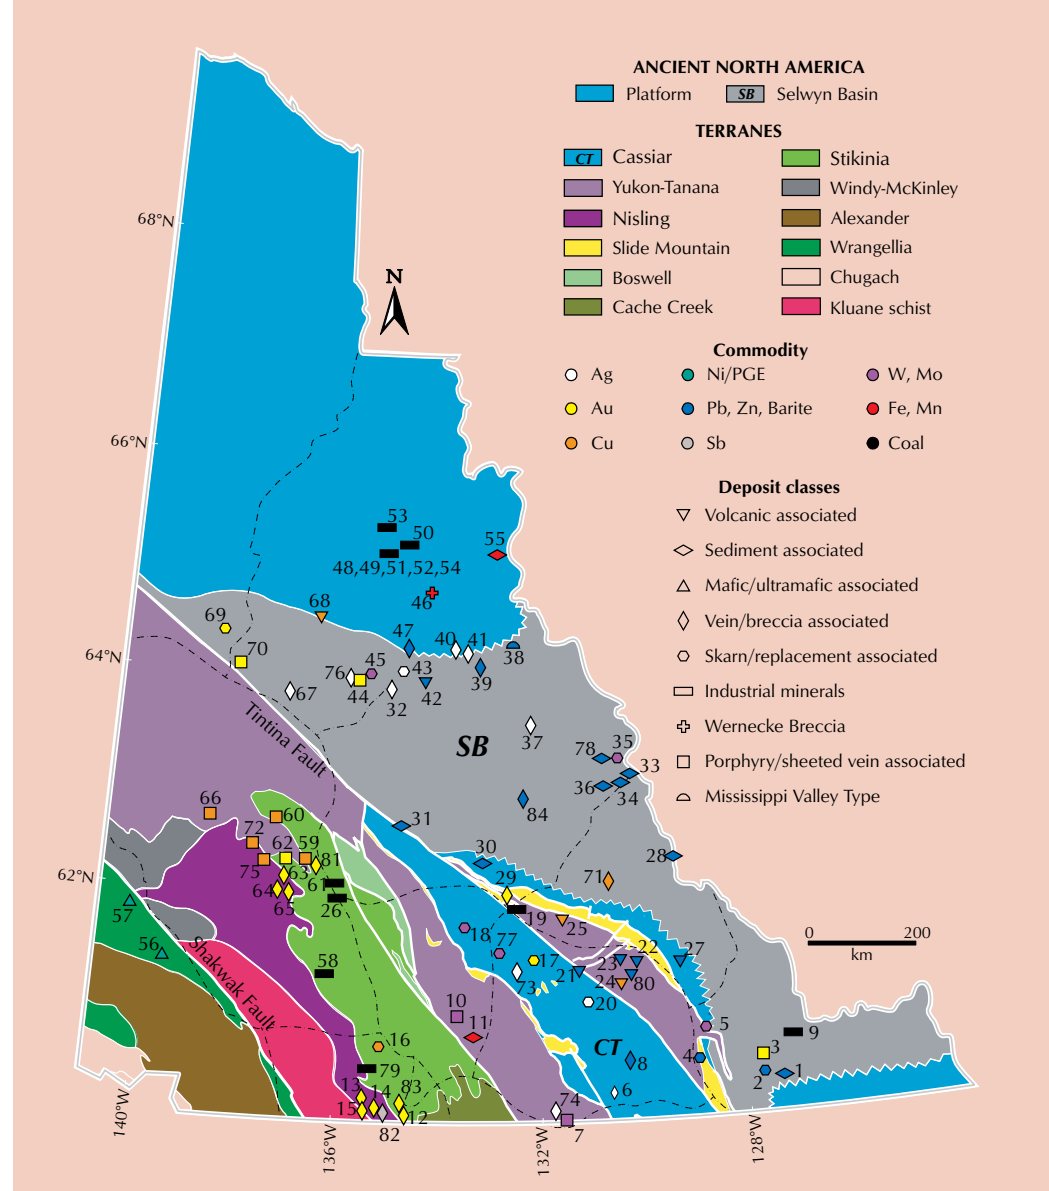 ANCIENT NORTH AMERICA
Platform
SB
Selwyn Basin
TERRANES
CT
Cassiar
Stikinia
Yukon-Tanana
Windy-McKinley
Nisling
Alexander
Slide Mountain
Wrangellia
Boswell
Chugach
Cache Creek
Kluane schist
Commodity
Ag
Ni/PGE
W, Mo
Au
Pb, Zn, Barite
Fe, Mn
Cu
Sb
Coal
Deposit classes
Volcanic associated
Sediment associated
Mafic/ultramafic associated
Vein/breccia associated
Skarn/replacement associated
Industrial minerals
Wernecke Breccia
Porphyry/sheeted vein associated
Mississippi Valley Type
68°N
N
66°N
53
50
55
48,49,51,52,54
46
68
69
47
40
41
38
70
64°N
76
45
43
39
44
67
32
42
Tintina Fault
SB
37
78
35
33
36
34
84
66
60
31
72
62
59
81
30
28
75
63
62°N
64
61
29
71
65
26
19
25
57
56
18
77
17
22
27
23
21
24
80
58
73
20
Shakwak Fault
0
200
km
10
11
5
9
16
CT
3
4
8
2
1
79
13
14
83
6
74
15
12
82
7
140°W
136°W
132°W
128°W